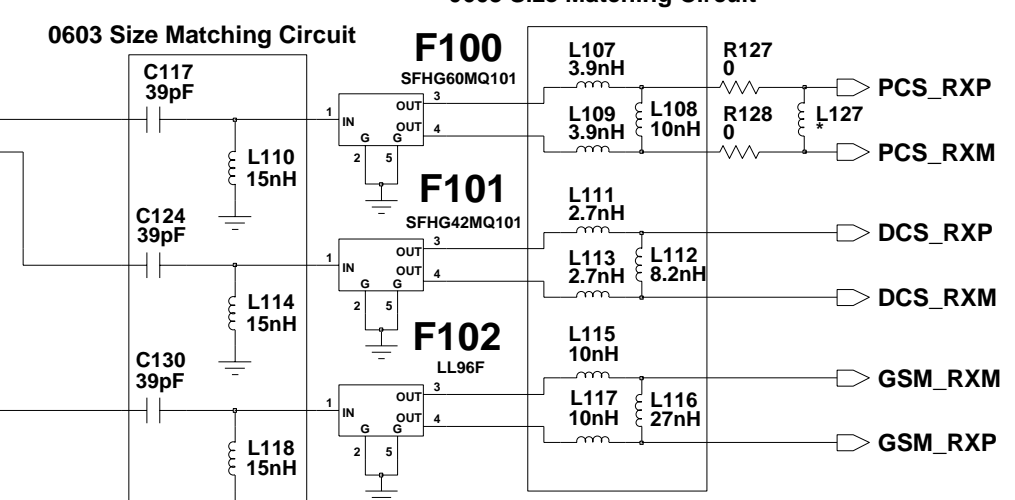 0603 Size Matching Circuit
0603 Size Matching Circuit
C117
39pF
L110
15nH
F100
SFHG60MQ101
1
IN
OUT
3
OUT
4
G
G
2
5
L107
3.9nH
L109
3.9nH
L108
10nH
R127
0
R128
0
L127
*
PCS_RXP
PCS_RXM
C124
39pF
L114
15nH
F101
SFHG42MQ101
1
IN
OUT
3
OUT
4
G
G
2
5
L111
2.7nH
L113
2.7nH
L112
8.2nH
DCS_RXP
DCS_RXM
C130
39pF
L118
15nH
F102
LL96F
1
IN
OUT
3
OUT
4
G
G
2
5
L115
10nH
L117
10nH
L116
27nH
GSM_RXM
GSM_RXP